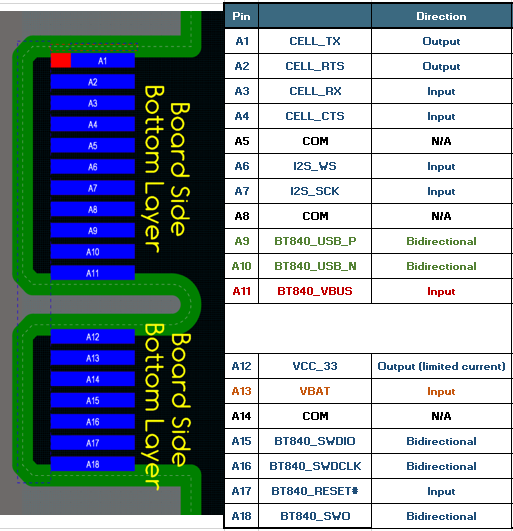 A1
A2
A3
A4
A5
A6
A7
A8
A9
A10
A11
Board Side
Bottom Layer
A12
A13
A14
A15
A16
A17
A18
Board Side
Bottom Layer
Pin Direction
A1 CELL_TX Output
A2 CELL_RTS Output
A3 CELL_RX Input
A4 CELL_CTS Input
A5 COM N/A
A6 I2S_WS Input
A7 I2S_SCK Input
A8 COM N/A
A9 BT840_USB_P Bidirectional
A10 BT840_USB_N Bidirectional
A11 BT840_VBUS Input
A12 VCC_33 Output (limited current)
A13 VBAT Input
A14 COM N/A
A15 BT840_SWDIO Bidirectional
A16 BT840_SWDCLK Bidirectional
A17 BT840_RESET# Input
A18 BT840_SWO Bidirectional